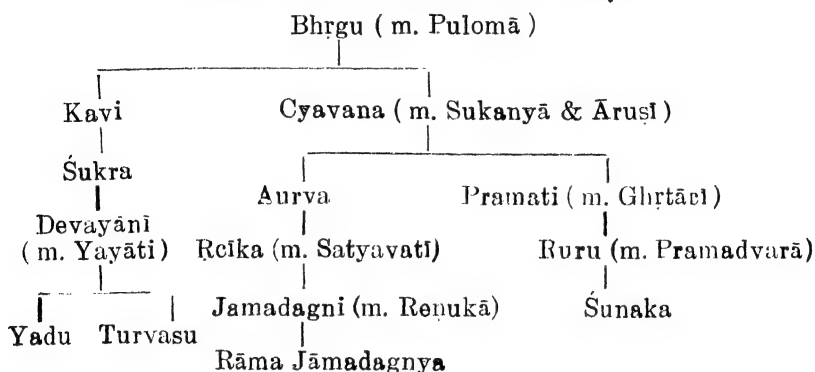 Bhṛgu ( m. Pulomā )
Kavi Cyavana ( m. Sukanyā & Āruṣī )
Śukra
Aurva Pramati ( m. Ghṛtācī )
Devayānī
( m. Yayāti ) Ṛcīka (m. Satyavatī) Ruru (m. Pramadvarā)
Jamadagni (m. Reṇukā) Śunaka
Yadu Turvasu
Rāma Jāmadagnya